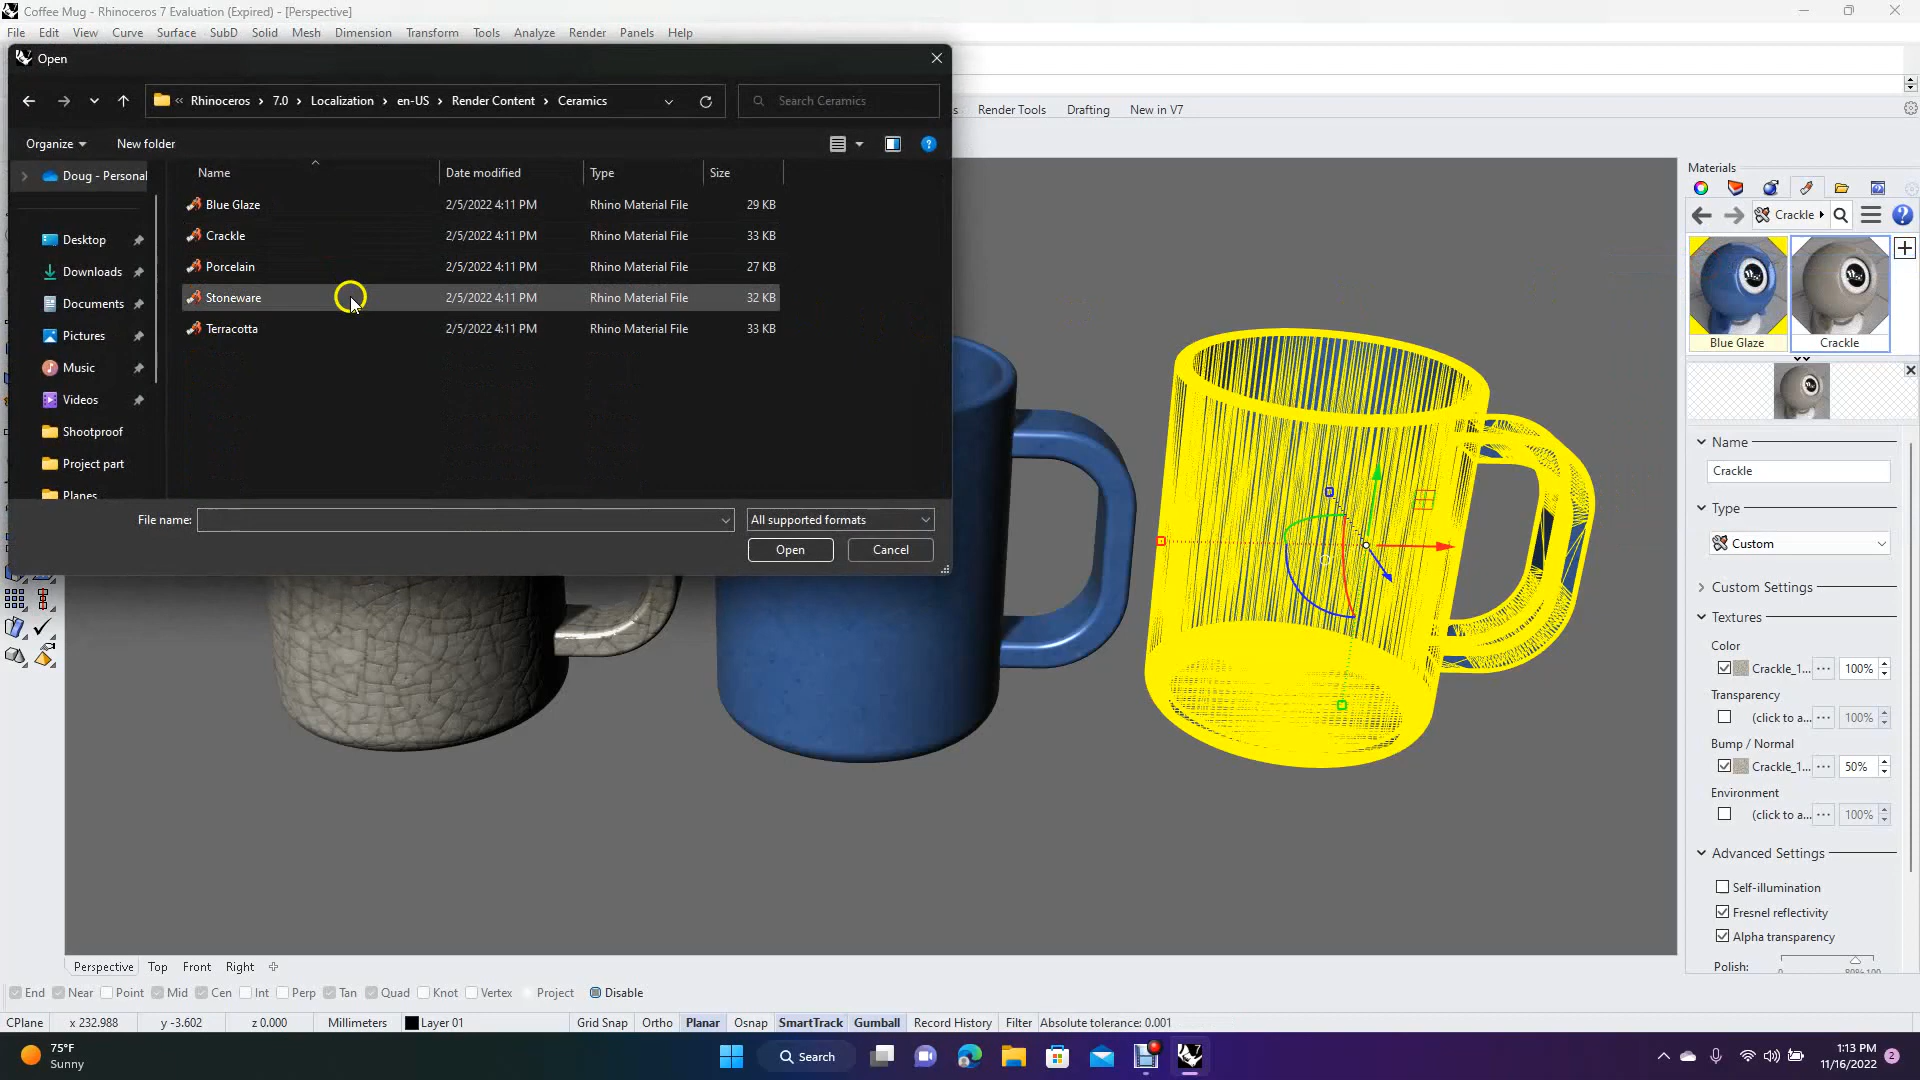 Coffee Mug - Rhinoceros 7 Evaluation (Expired) - [Perspective]
File Edit View Curve Surface SubD Solid Mesh Dimension Transform Tools Analyze Render Panels Help
Open
« Rhinoceros > 7.0 > Localization > en-US > Render Content > Ceramics
Search Ceramics
Render Tools Drafting New in V7
Organize New folder
Name Date modified Type Size
Doug - Personal
Blue Glaze 2/5/2022 4:11 PM Rhino Material File 29 KB
Crackle 2/5/2022 4:11 PM Rhino Material File 33 KB
Porcelain 2/5/2022 4:11 PM Rhino Material File 27 KB
Stoneware 2/5/2022 4:11 PM Rhino Material File 32 KB
Terracotta 2/5/2022 4:11 PM Rhino Material File 33 KB
Desktop
Downloads
Documents
Pictures
Music
Videos
Shootproof
Project part
Planes
File name:
All supported formats
Open Cancel
Materials
Crackle
Blue Glaze Crackle
Name
Crackle
Type
Custom
Custom Settings
Textures
Color
Crackle_1... ... 100%
Transparency
(click to a... ... 100%
Bump / Normal
Crackle_1... ... 50%
Environment
(click to a... ... 100%
Advanced Settings
Self-illumination
Fresnel reflectivity
Alpha transparency
Polish:
Perspective Top Front Right
End Near Point Mid Cen Int Perp Tan Quad Knot Vertex Project Disable
CPlane x 232.988 y -3.602 z 0.000 Millimeters Layer 01 Grid Snap Ortho Planar Osnap SmartTrack Gumball Record History Filter Absolute tolerance: 0.001
75°F
Sunny
Search
1:13 PM
11/16/2022
2